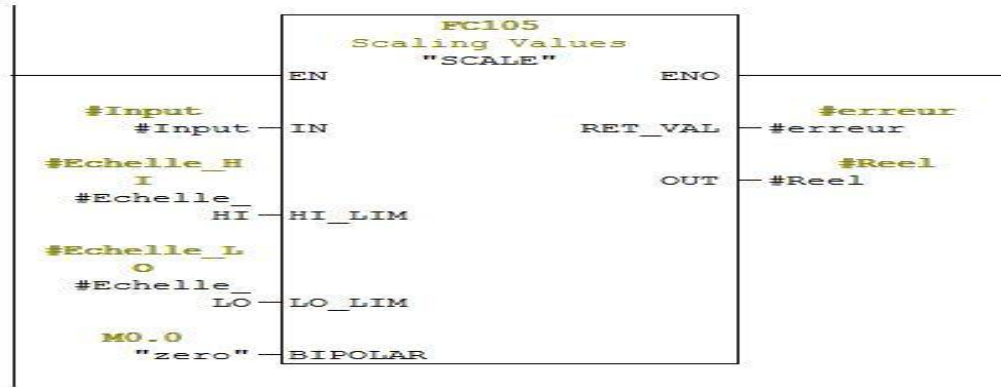 FC105
Scaling Values
"SCALE"
EN ENO
#Input
#Input IN RET_VAL #erreur
#erreur
#Echelle_H
I
#Echelle_
HI HI_LIM
OUT #Reel
#Reel
#Echelle_L
O
#Echelle_
LO LO_LIM
M0.0
"zero" BIPOLAR